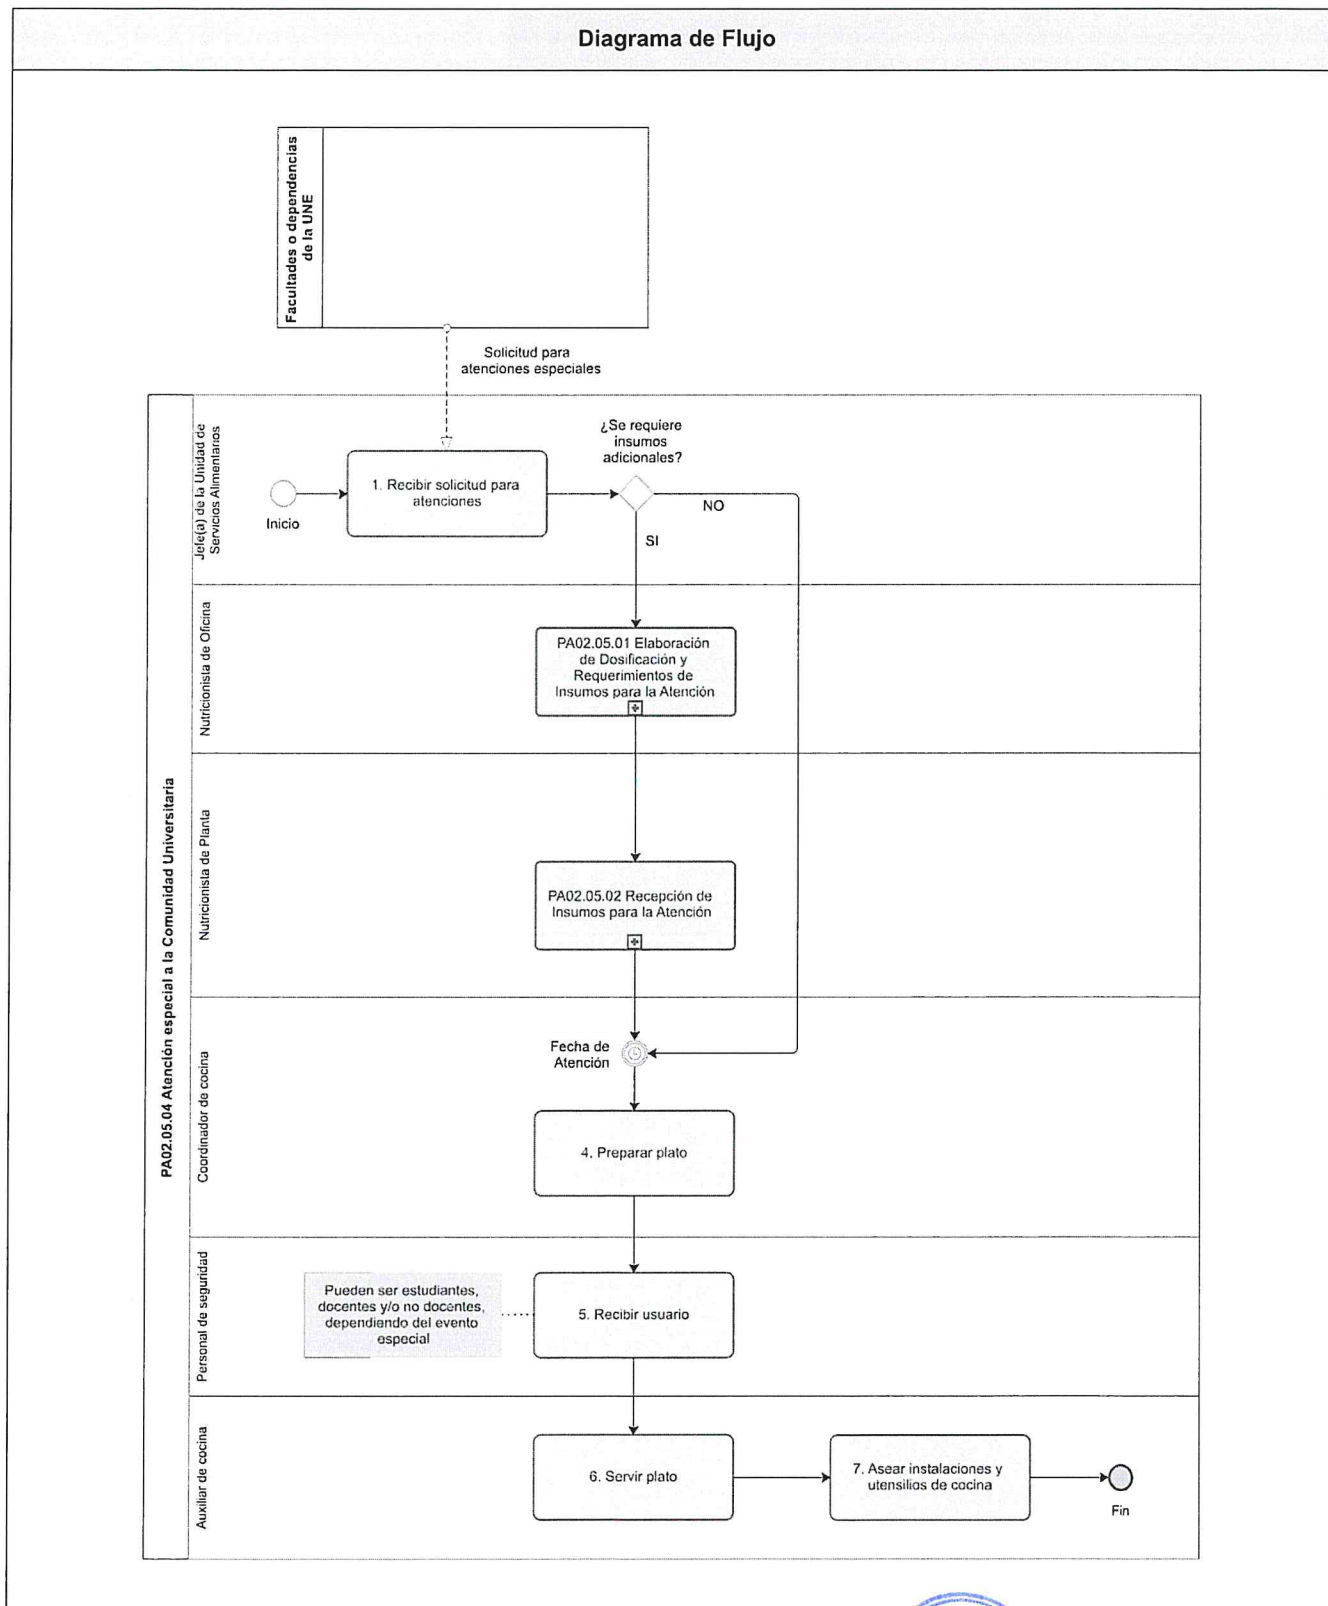 Diagrama de Flujo
Facultades o dependencias
de la UNE
Solicitud para
atenciones especiales
PA02.05.04 Atención especial a la Comunidad Universitaria
Jefe(a) de la Unidad de
Servicios Alimentarios
Inicio
1. Recibir solicitud para
atenciones
¿Se requiere
insumos
adicionales?
NO
SI
Nutricionista de Oficina
PA02.05.01 Elaboración
de Dosificación y
Requerimientos de
Insumos para la Atención
Nutricionista de Planta
PA02.05.02 Recepción de
Insumos para la Atención
Coordinador de cocina
Fecha de
Atención
4. Preparar plato
Personal de seguridad
Pueden ser estudiantes,
docentes y/o no docentes,
dependiendo del evento
especial
5. Recibir usuario
Auxiliar de cocina
6. Servir plato
7. Asear instalaciones y
utensilios de cocina
Fin